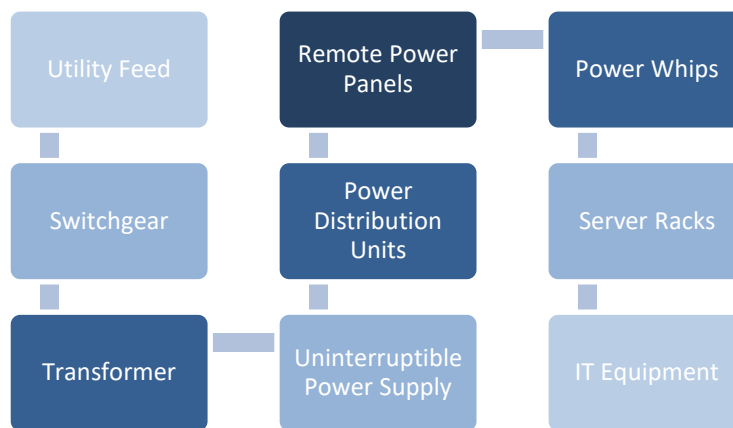 Utility Feed
Switchgear
Transformer
Uninterruptible
Power Supply
Power
Distribution
Units
Remote Power
Panels
Power Whips
Server Racks
IT Equipment